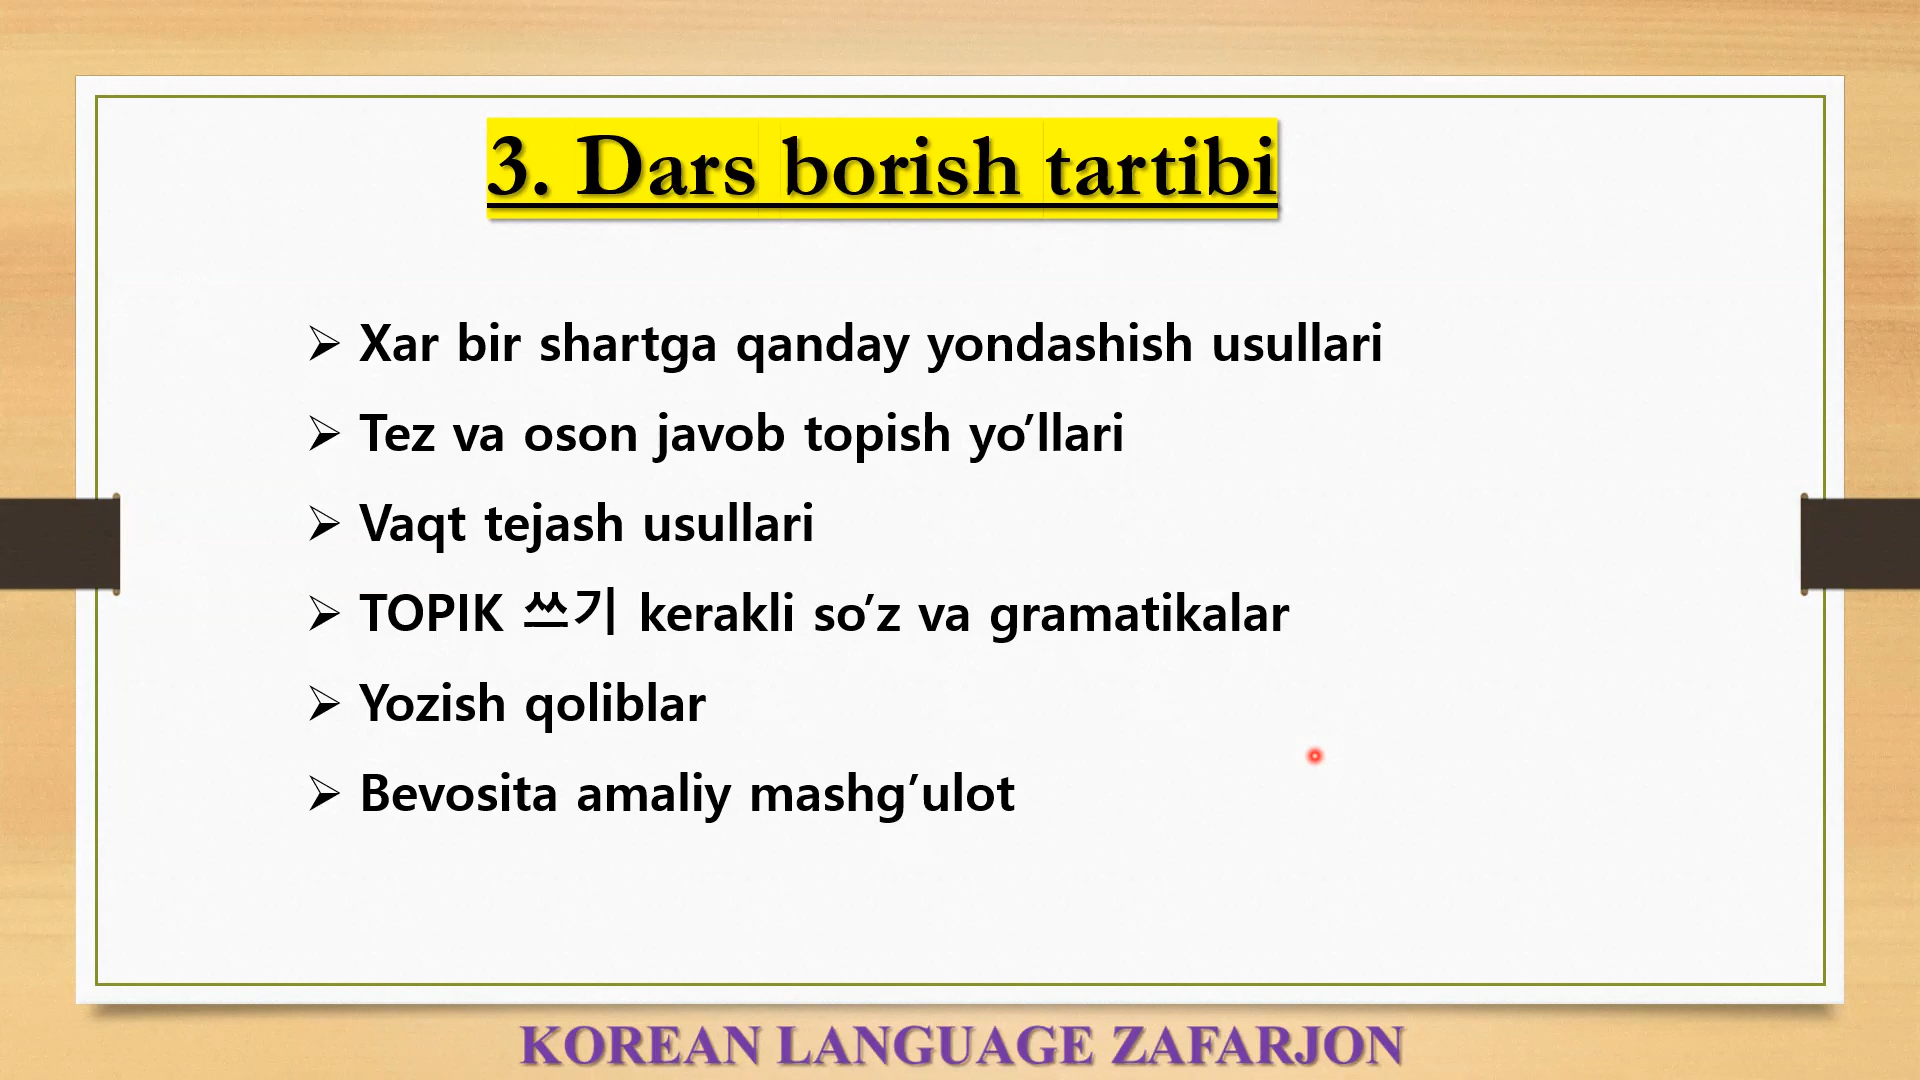 3. Dars borish tartibi
➢ Xar bir shartga qanday yondashish usullari
➢ Tez va oson javob topish yo’llari
➢ Vaqt tejash usullari
➢ TOPIK 쓰기 kerakli so’z va gramatikalar
➢ Yozish qoliblar
➢ Bevosita amaliy mashg’ulot
KOREAN LANGUAGE ZAFARJON